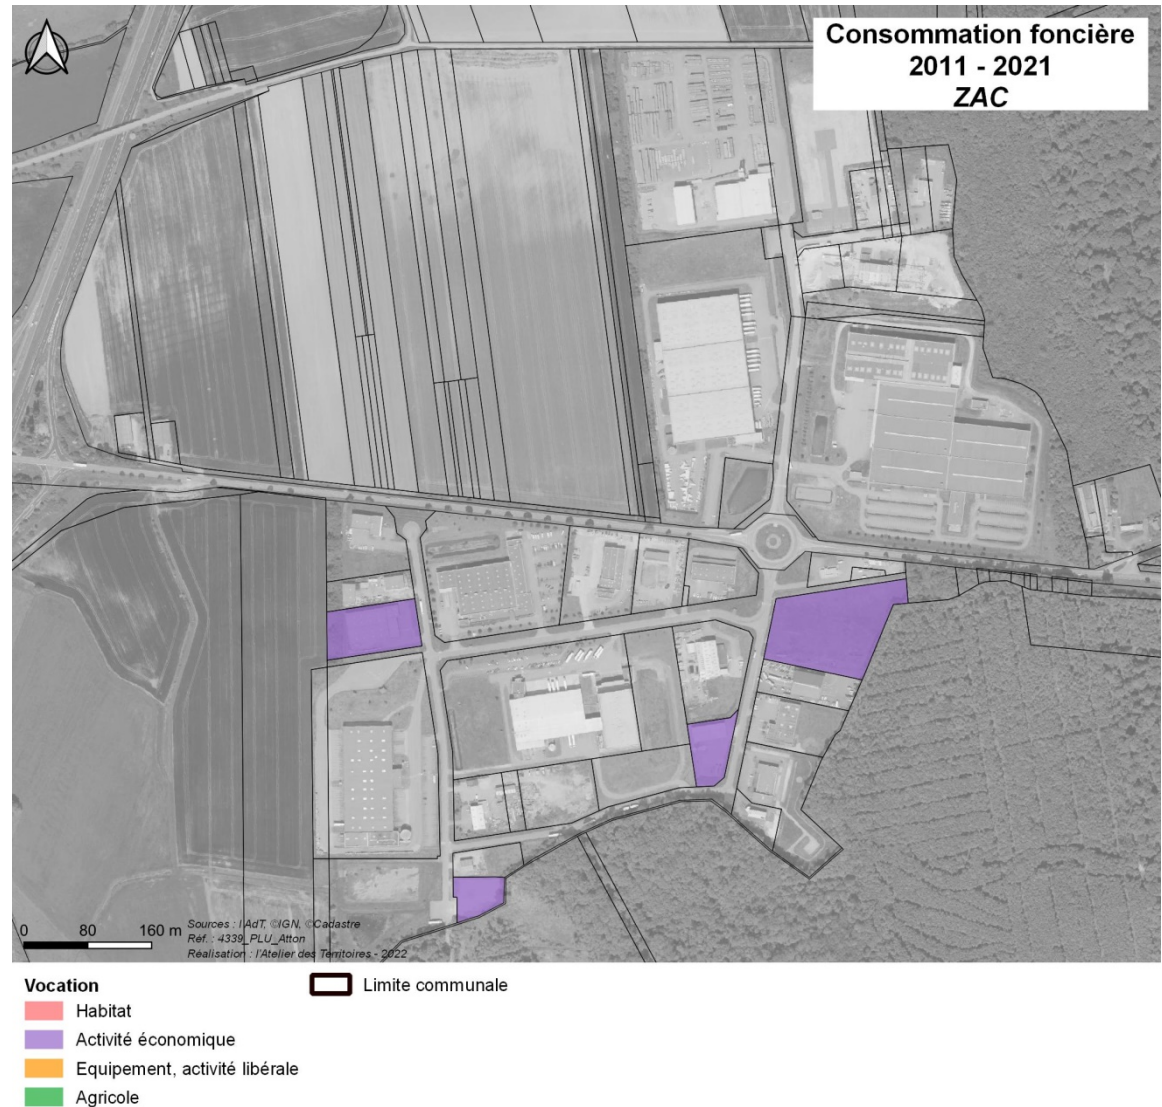 Consommation foncière
2011 - 2021
ZAC
0 80 160 m
Sources : l'AdT, ©IGN, ©Cadastre
Réf. : 4339_PLU_Atton
Réalisation : l'Atelier des Territoires - 2022
Vocation
Habitat
Activité économique
Equipement, activité libérale
Agricole
Limite communale